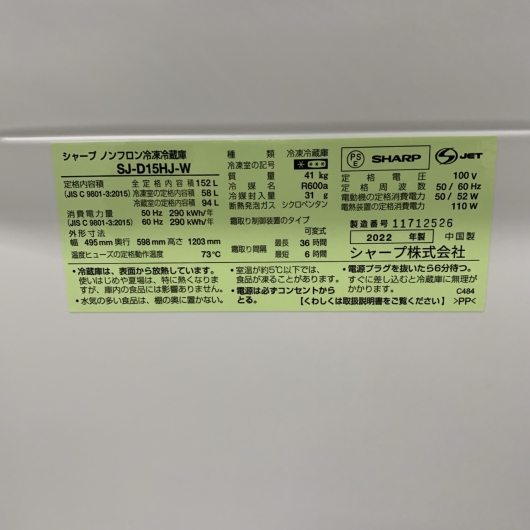 シャープ ノンフロン冷凍冷蔵庫
SJ-D15HJ-W
定格内容積 全定格内容積 152 L
(JIS C 9801-3:2015) 冷凍室の定格内容積 58 L
冷蔵室の定格内容積 94 L
消費電力量 50 Hz 290 kWh/年
(JIS C 9801-3:2015) 60 Hz 290 kWh/年
外形寸法
幅 495 mm 奥行 598 mm 高さ 1203 mm
温度ヒューズの定格動作温度 73℃
種類 冷凍冷蔵庫
冷凍室の記号
質量 41 kg
冷媒名 R600a
冷媒封入量 31 g
断熱発泡ガス シクロペンタン
霜取り制御装置のタイプ 可変式
霜取り間隔 最長 36 時間
最短 6 時間
PS
E
SHARP
S JET
定格電圧 100 V
定格周波数 50 / 60 Hz
電動機の定格消費電力 50 / 52 W
電熱装置の定格消費電力 110 W
製造番号 11712526
2022 年製 中国製
シャープ株式会社
・冷蔵庫は、表面から放熱しています。
使いはじめや夏場は、特に熱くなりま
すが、庫内の食品には影響ありません。
・水気の多い食品は、棚の奥に置かない。
・室温が約5℃以下では、
食品が凍ることがあります。
・電源は必ずコンセントから
とる。
・電源プラグを抜いたら6分待つ。
すぐに差し込むと冷蔵庫に無理が
かかります。
【くわしくは取扱説明書をご覧ください】
C484
>PP<